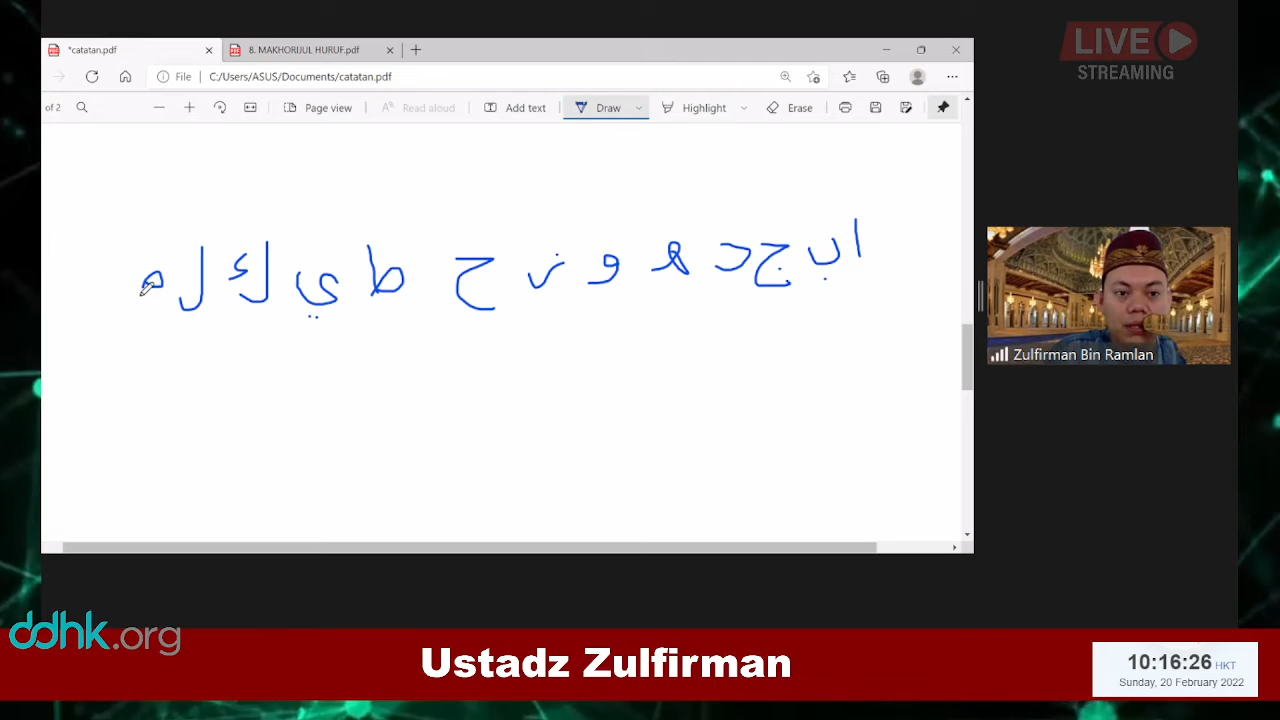 LIVE
STREAMING
*catatan.pdf
8. MAKHORIJUL HURUF.pdf
File | C:/Users/ASUS/Documents/catatan.pdf
of 2
Page view
Read aloud
Add text
Draw
Highlight
Erase
ا ب ج د ه و ز ح ط ي ك ل م
Zulfirman Bin Ramlan
ddhk.org
Ustadz Zulfirman
10:16:26 HKT
Sunday, 20 February 2022